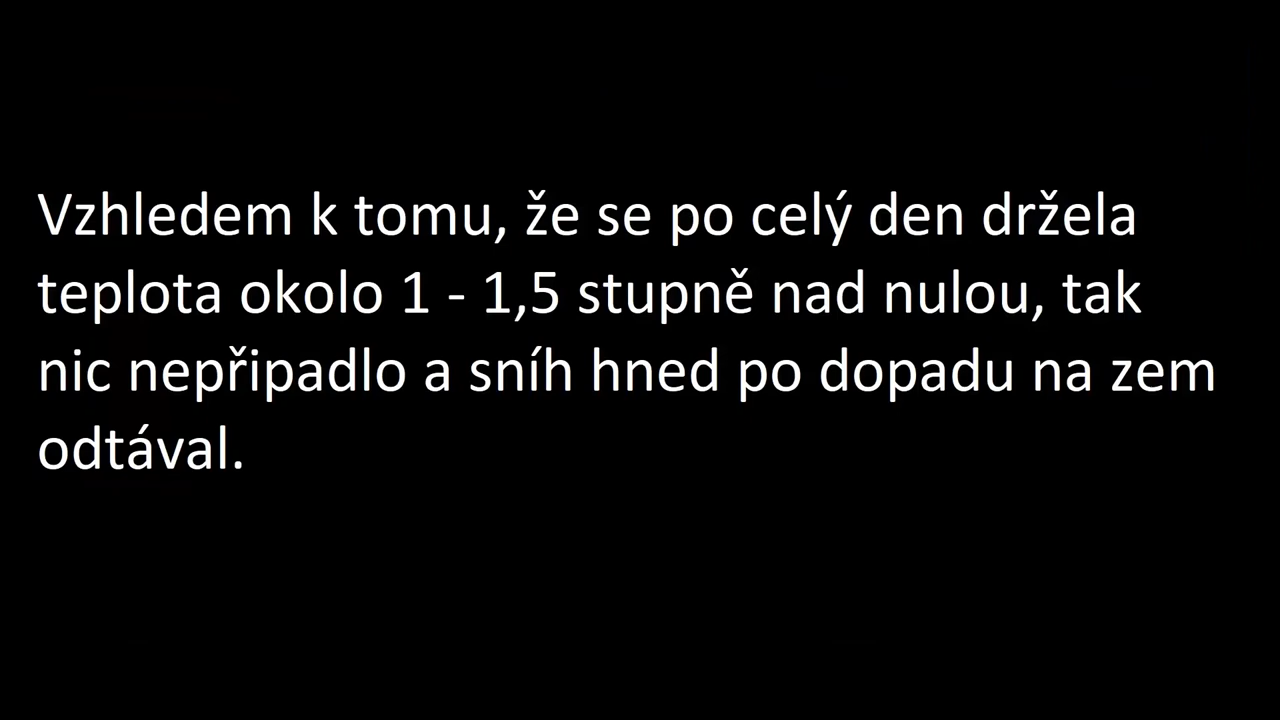 Vzhledem k tomu, že se po celý den držela
teplota okolo 1 - 1,5 stupně nad nulou, tak
nic nepřipadlo a sníh hned po dopadu na zem
odtával.